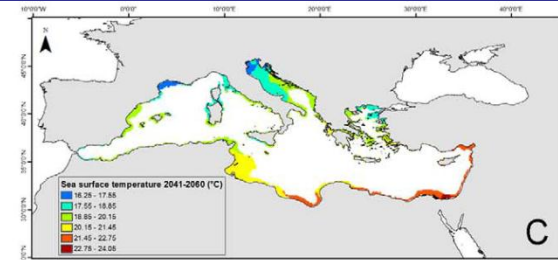 10°0'0"W 0°0'0" 10°0'0"E 20°0'0"E 30°0'0"E 40°0'0"E
N
45°0'0"N
40°0'0"N
35°0'0"N
30°0'0"N
Sea surface temperature 2041-2060 (°C)
16.25 - 17.55
17.55 - 18.85
18.85 - 20.15
20.15 - 21.45
21.45 - 22.75
22.75 - 24.05
C